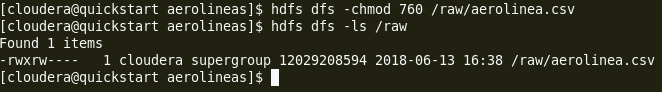 [cloudera@quickstart aerolineas]$ hdfs dfs -chmod 760 /raw/aerolinea.csv
[cloudera@quickstart aerolineas]$ hdfs dfs -ls /raw
Found 1 items
-rwxrw----   1 cloudera supergroup 12029208594 2018-06-13 16:38 /raw/aerolinea.csv
[cloudera@quickstart aerolineas]$